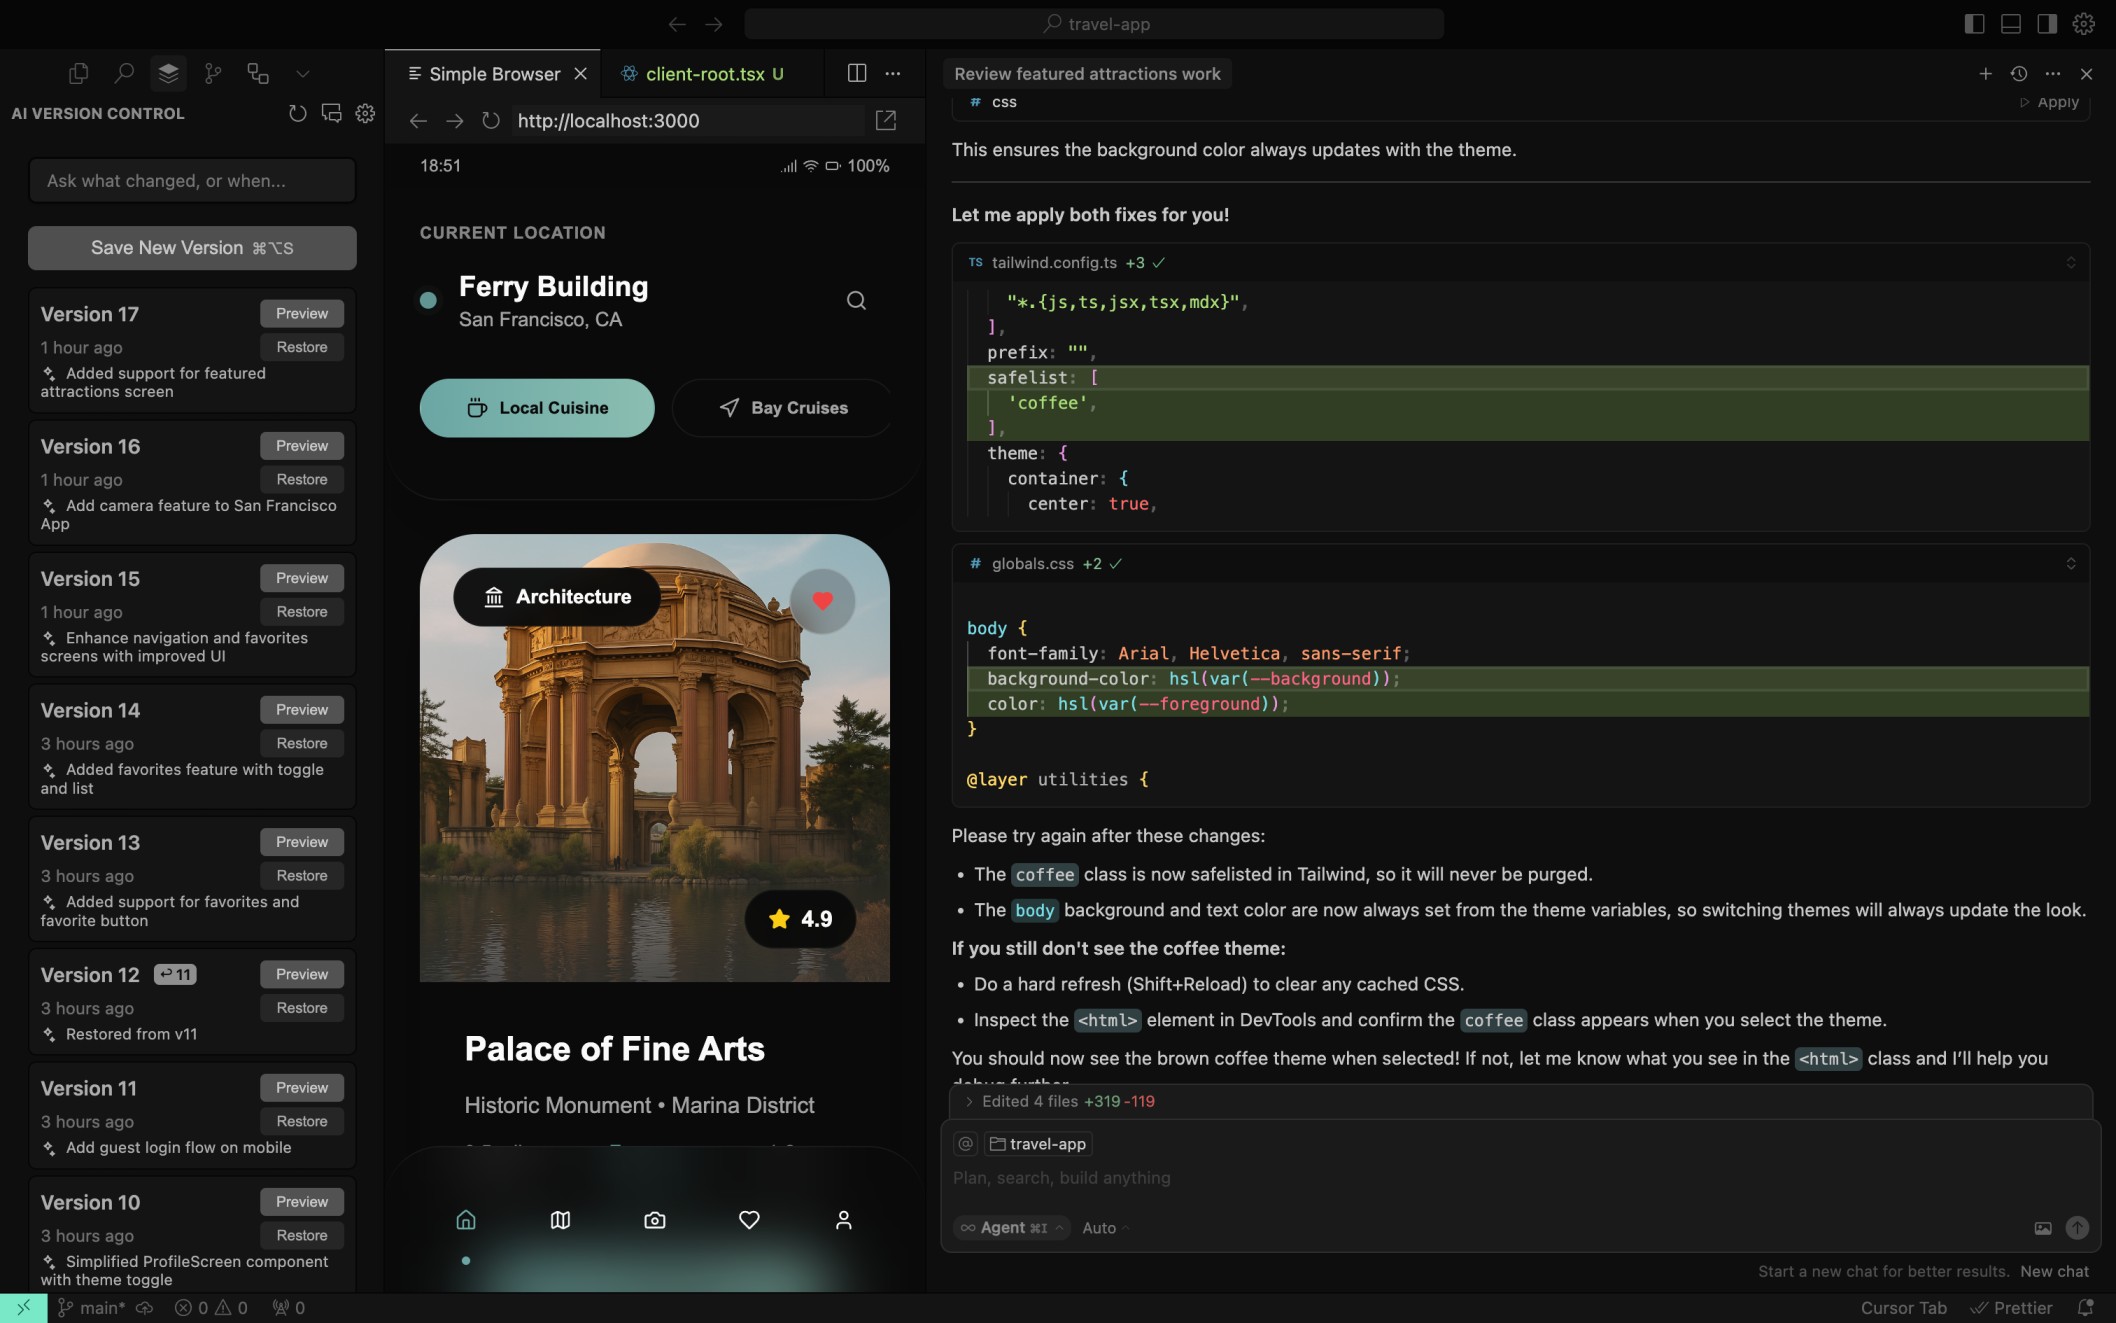 travel-app
AI VERSION CONTROL
Ask what changed, or when...
Save New Version ⌘⌥S
Version 17
Preview
1 hour ago
Restore
Added support for featured
attractions screen
Version 16
Preview
1 hour ago
Restore
Add camera feature to San Francisco
App
Version 15
Preview
1 hour ago
Restore
Enhance navigation and favorites
screens with improved UI
Version 14
Preview
3 hours ago
Restore
Added favorites feature with toggle
and list
Version 13
Preview
3 hours ago
Restore
Added support for favorites and
favorite button
Version 12 ↩ 11
Preview
3 hours ago
Restore
Restored from v11
Version 11
Preview
3 hours ago
Restore
Add guest login flow on mobile
Version 10
Preview
3 hours ago
Restore
Simplified ProfileScreen component
with theme toggle
Simple Browser
client-root.tsx U
http://localhost:3000
18:51
100%
CURRENT LOCATION
Ferry Building
San Francisco, CA
Local Cuisine
Bay Cruises
Architecture
4.9
Palace of Fine Arts
Historic Monument • Marina District
Review featured attractions work
# css
Apply
This ensures the background color always updates with the theme.
Let me apply both fixes for you!
TS tailwind.config.ts +3
"*.{js,ts,jsx,tsx,mdx}",
],
prefix: "",
safelist: [
'coffee',
],
theme: {
container: {
center: true,
# globals.css +2
body {
font-family: Arial, Helvetica, sans-serif;
background-color: hsl(var(--background));
color: hsl(var(--foreground));
}
@layer utilities {
Please try again after these changes:
• The coffee class is now safelisted in Tailwind, so it will never be purged.
• The body background and text color are now always set from the theme variables, so switching themes will always update the look.
If you still don't see the coffee theme:
• Do a hard refresh (Shift+Reload) to clear any cached CSS.
• Inspect the <html> element in DevTools and confirm the coffee class appears when you select the theme.
You should now see the brown coffee theme when selected! If not, let me know what you see in the <html> class and I'll help you
debug further
Edited 4 files +319 -119
@ travel-app
Plan, search, build anything
Agent ⌘I
Auto
Start a new chat for better results. New chat
main*
0
0
0
Cursor Tab
Prettier